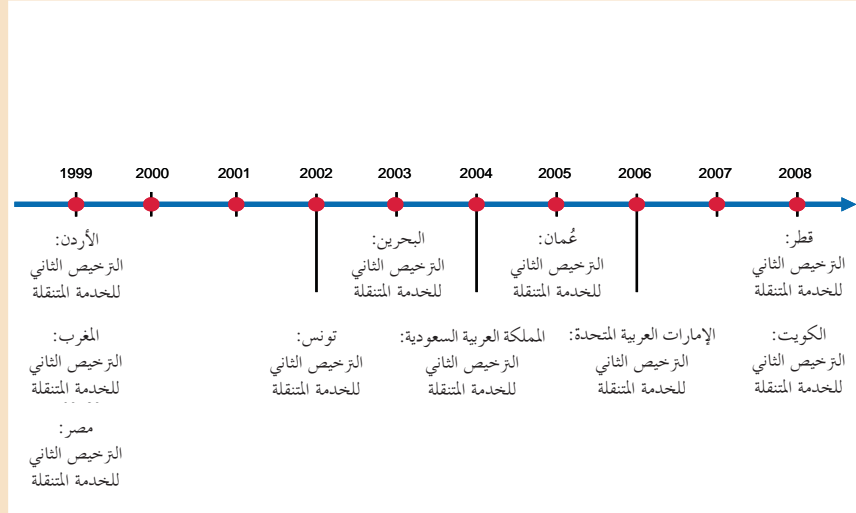 1999 2000 2001 2002 2003 2004 2005 2006 2007 2008
الأردن:
الترخيص الثاني
للخدمة المتنقلة
المغرب:
الترخيص الثاني
للخدمة المتنقلة
مصر:
الترخيص الثاني
للخدمة المتنقلة
تونس:
الترخيص الثاني
للخدمة المتنقلة
البحرين:
الترخيص الثاني
للخدمة المتنقلة
المملكة العربية السعودية:
الترخيص الثاني
للخدمة المتنقلة
عُمان:
الترخيص الثاني
للخدمة المتنقلة
الإمارات العربية المتحدة:
الترخيص الثاني
للخدمة المتنقلة
قطر:
الترخيص الثاني
للخدمة المتنقلة
الكويت:
الترخيص الثاني
للخدمة المتنقلة